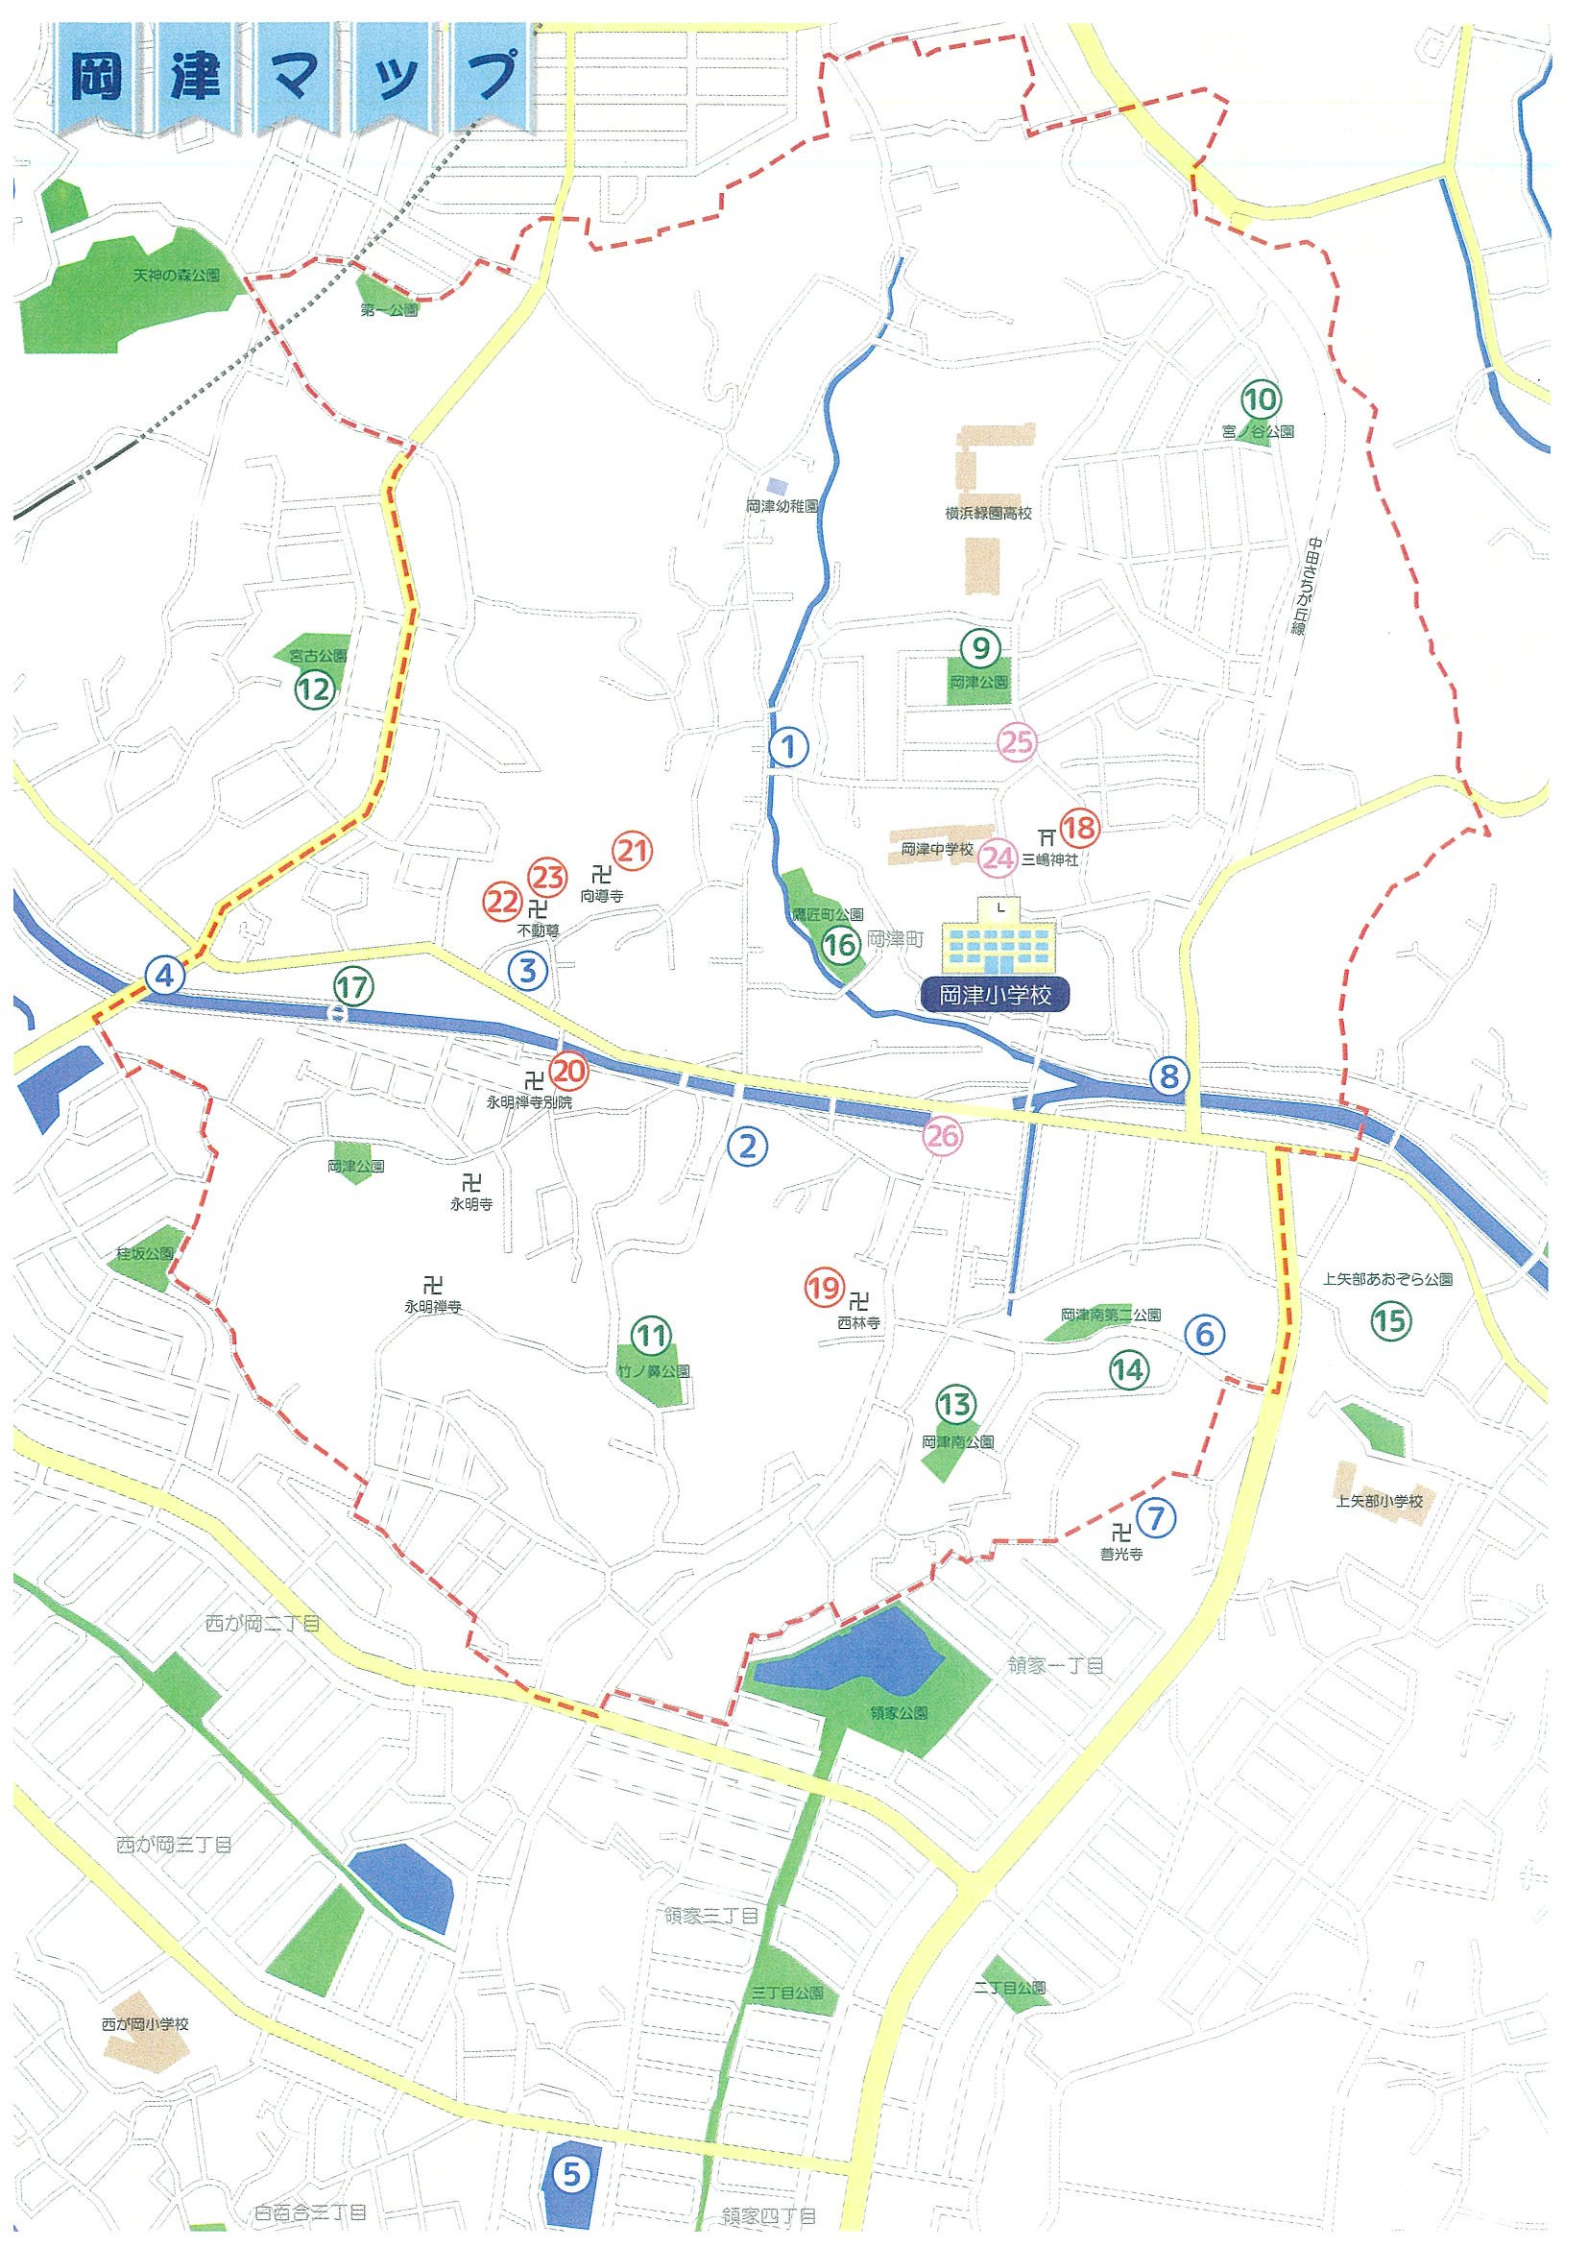 岡津マップ
天神の森公園
第一公園
10
宮ノ谷公園
岡津幼稚園
横浜緑園高校
中田さちが丘線
宮古公園
12
9
岡津公園
1
25
21
23
22
向導寺
不動尊
3
岡津中学校
24
18
三嶋神社
鷹匠町公園
16
岡津町
岡津小学校
4
17
20
永明禅寺別院
8
2
26
岡津公園
永明寺
桂坂公園
永明禅寺
19
西林寺
11
竹ノ鼻公園
岡津南第二公園
6
14
上矢部あおぞら公園
15
13
岡津南公園
上矢部小学校
7
善光寺
西が岡二丁目
領家一丁目
領家公園
西が岡三丁目
領家三丁目
三丁目公園
二丁目公園
西が岡小学校
5
白百合三丁目
領家四丁目